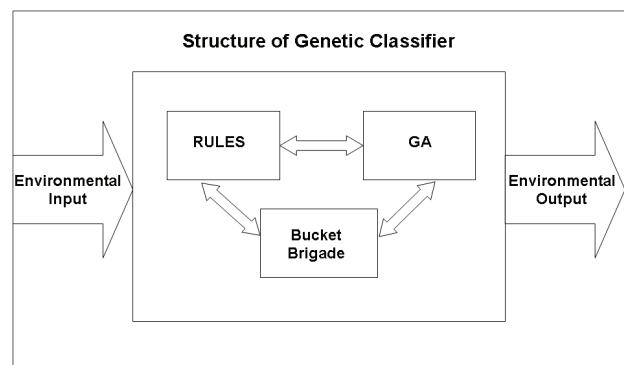 Structure of Genetic Classifier
RULES
GA
Environmental
Input
Environmental
Output
Bucket
Brigade